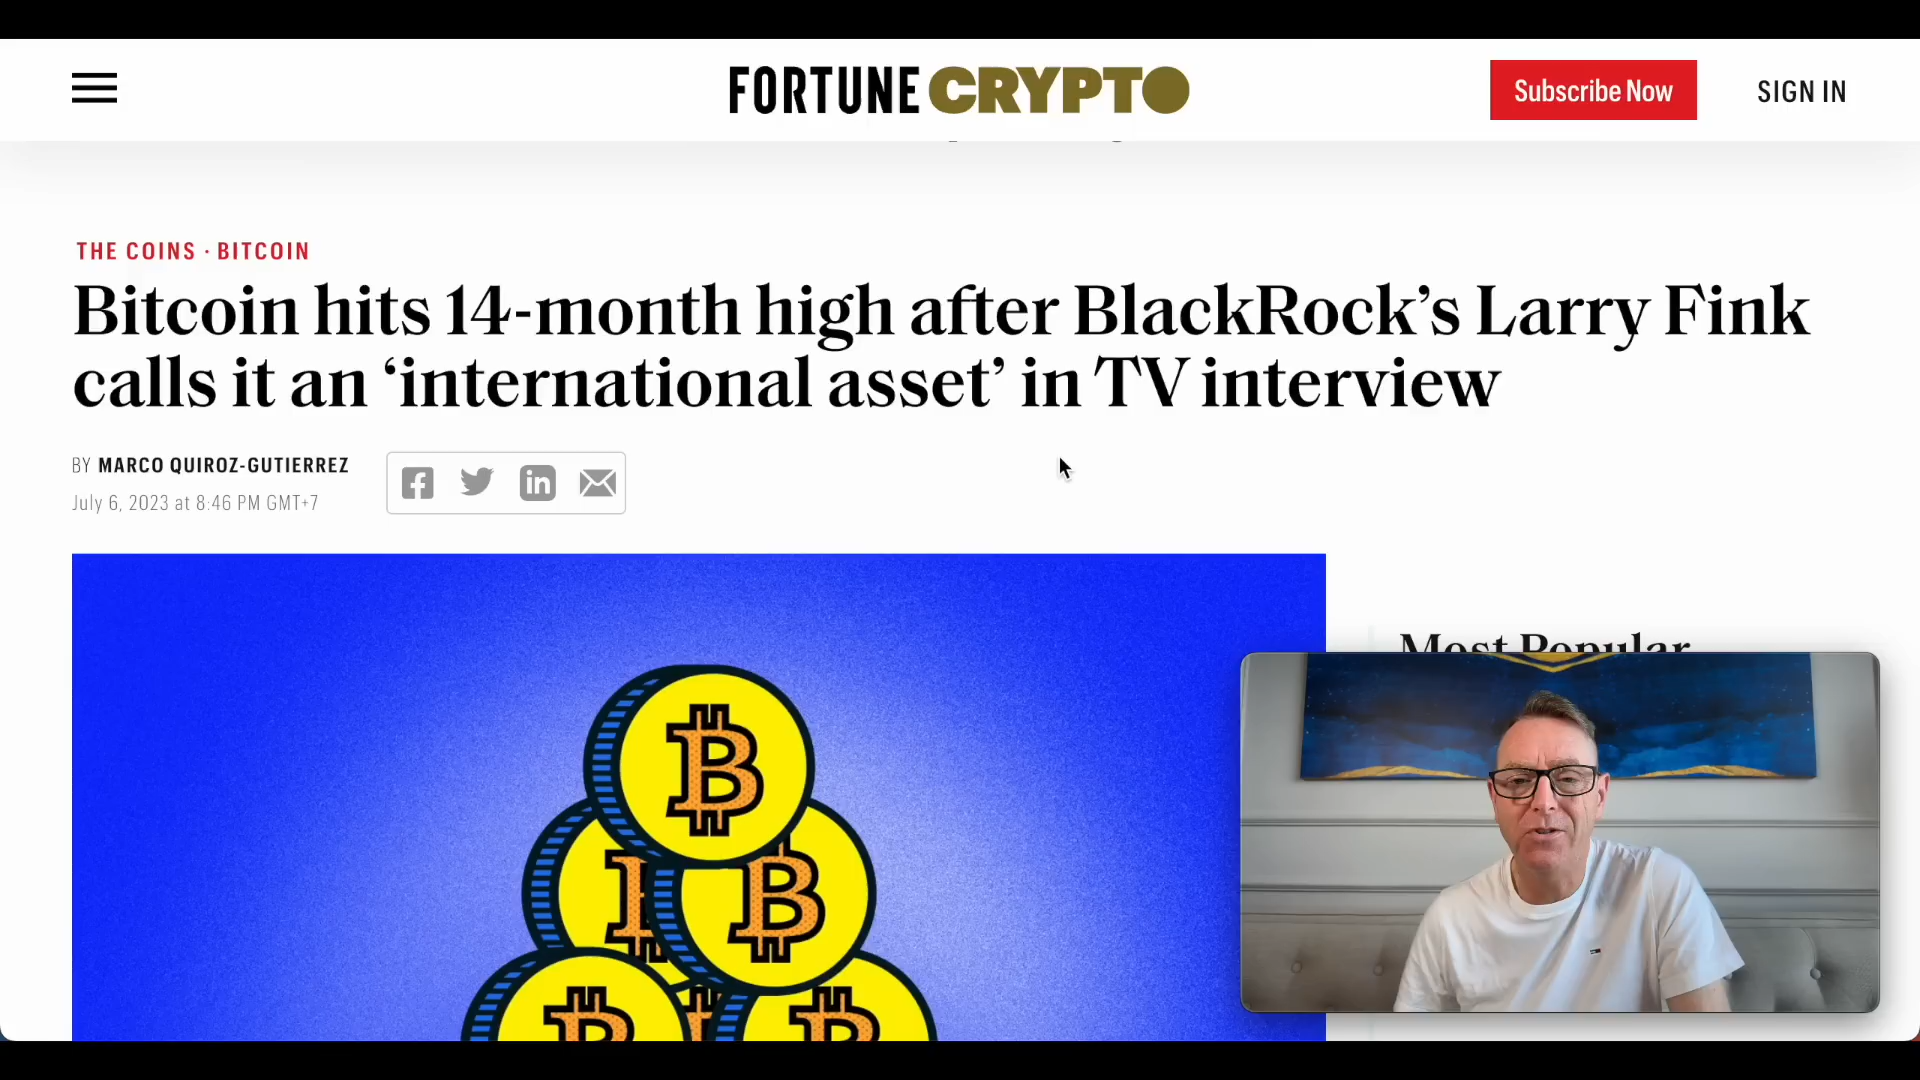 FORTUNE CRYPTO
Subscribe Now
SIGN IN
THE COINS · BITCOIN
Bitcoin hits 14-month high after BlackRock’s Larry Fink
calls it an ‘international asset’ in TV interview
BY MARCO QUIROZ-GUTIERREZ
July 6, 2023 at 8:46 PM GMT+7
Most Popular